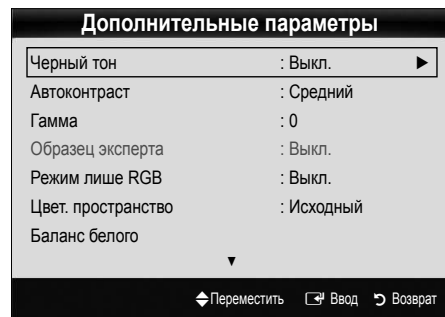 Дополнительные параметры
Черный тон : Выкл. ►
Автоконтраст : Средний
Гамма : 0
Образец эксперта : Выкл.
Режим лише RGB : Выкл.
Цвет. пространство : Исходный
Баланс белого
▼
Переместить Ввод Возврат